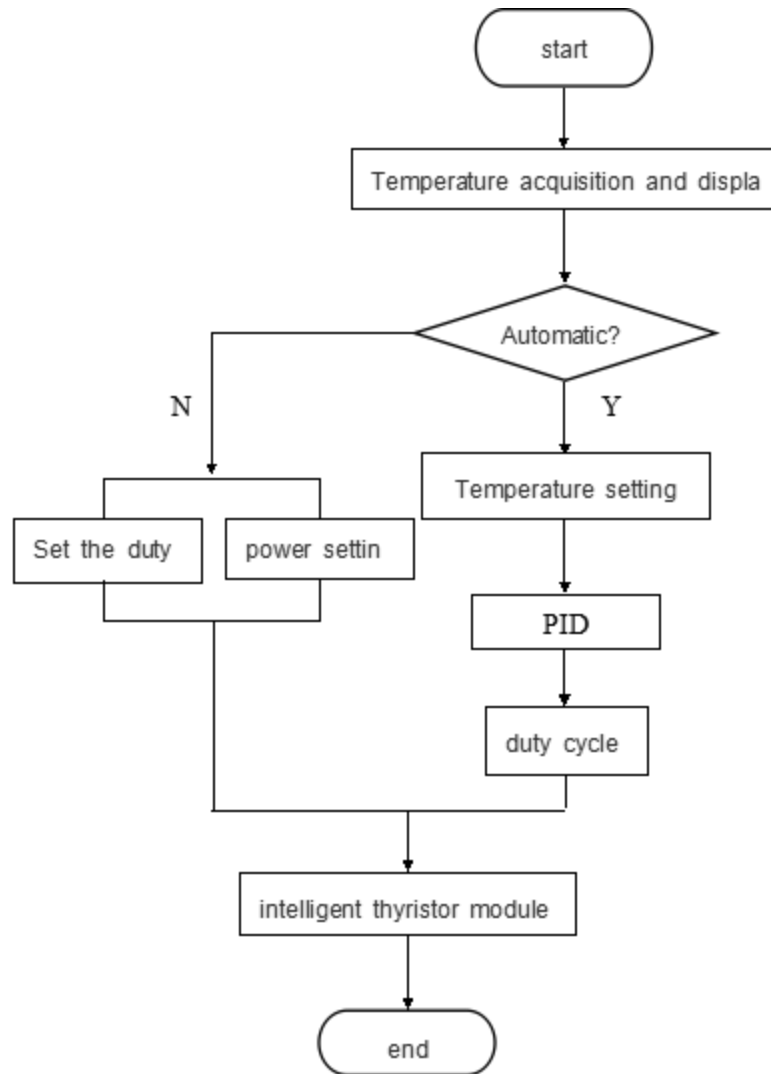 start
Temperature acquisition and displa
Automatic?
N
Y
Temperature setting
Set the duty
power settin
PID
duty cycle
intelligent thyristor module
end